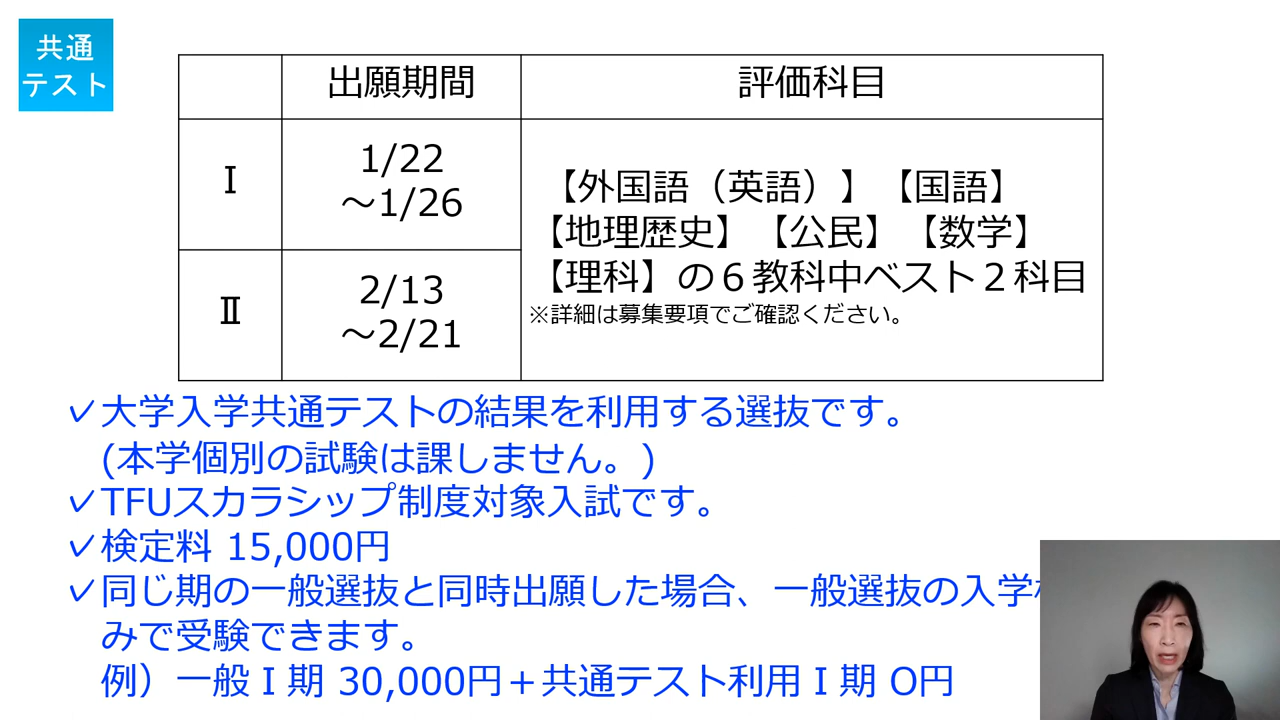 共通
テスト
出願期間
評価科目
Ⅰ
1/22
～1/26
【外国語（英語）】【国語】
【地理歴史】【公民】【数学】
【理科】の６教科中ベスト２科目
※詳細は募集要項でご確認ください。
Ⅱ
2/13
～2/21
✓大学入学共通テストの結果を利用する選抜です。
(本学個別の試験は課しません。)
✓TFUスカラシップ制度対象入試です。
✓検定料 15,000円
✓同じ期の一般選抜と同時出願した場合、一般選抜の入学
みで受験できます。
例）一般Ⅰ期 30,000円＋共通テスト利用Ⅰ期 O円